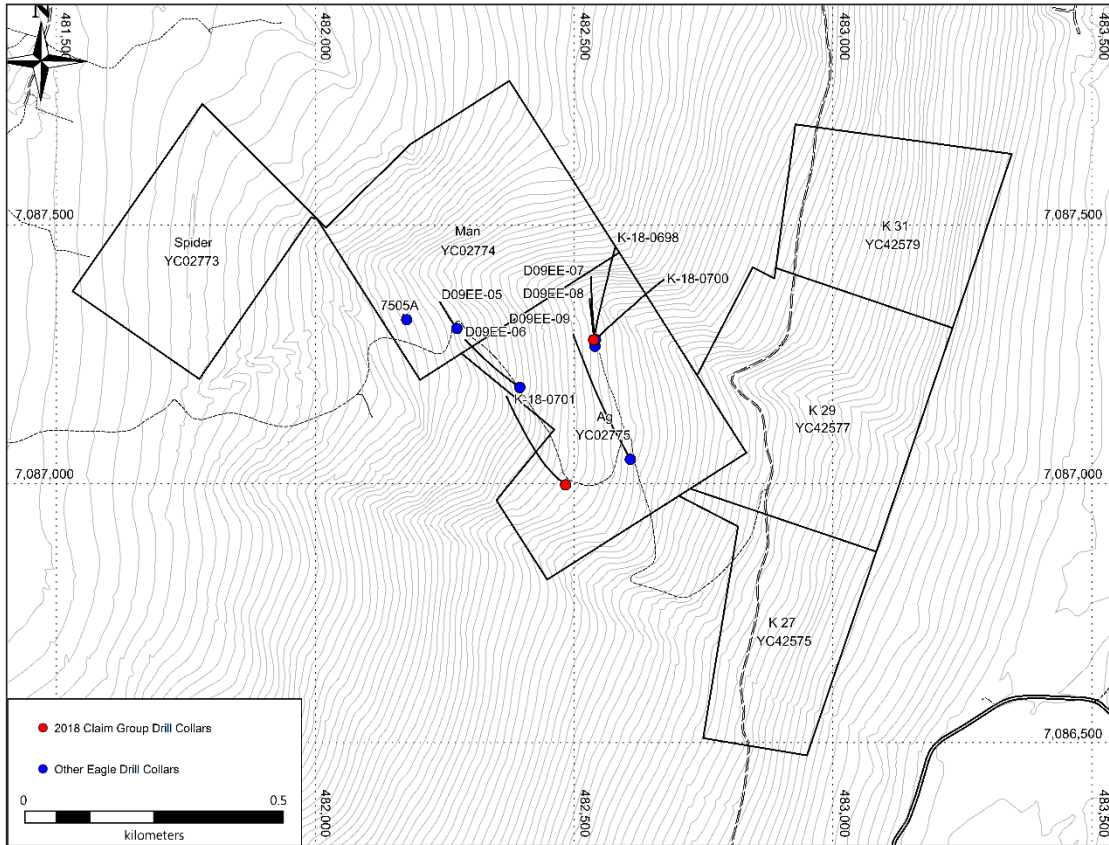 N
481,500
482,000
482,500
483,000
483,500
7,087,500
7,087,500
Spider
YC02773
Man
YC02774
K 31
YC42579
K-18-0698
D09EE-07
K-18-0700
D09EE-08
D09EE-05
7505A
D09EE-09
D09EE-06
K-18-0701
Ag
YC02775
K 29
YC42577
7,087,000
7,087,000
K 27
YC42575
7,086,500
2018 Claim Group Drill Collars
Other Eagle Drill Collars
0
0.5
kilometers
482,000
482,500
483,000
483,500